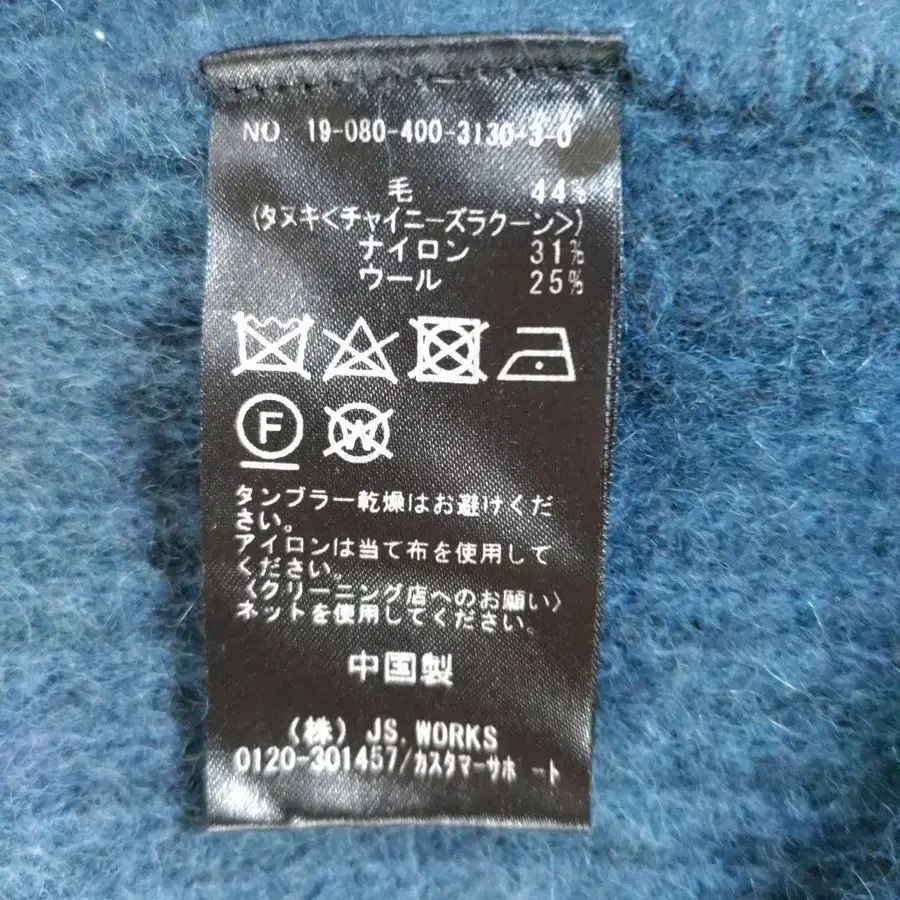 NO 19-080-400-3130-3-0
毛 44%
(タヌキ<チャイニーズラクーン>)
ナイロン 31%
ウール 25%
F W
タンブラー乾燥はお避けくだ
さい。
アイロンは当て布を使用して
ください。
〈クリーニング店へのお願い〉
ネットを使用してください。
中国製
(株) JS.WORKS
0120-301457/カスタマーサポート